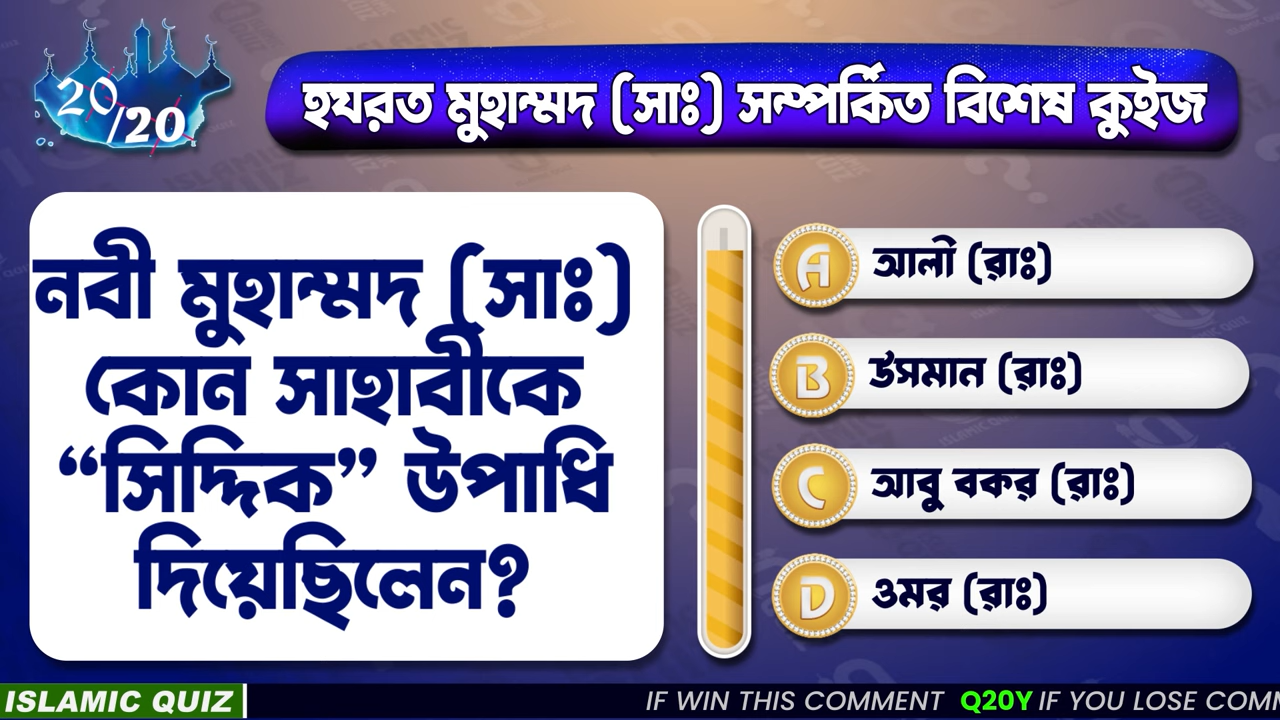 20/20
হযরত মুহাম্মদ (সাঃ) সম্পর্কিত বিশেষ কুইজ
নবী মুহাম্মদ (সাঃ)
কোন সাহাবীকে
“সিদ্দিক” উপাধি
দিয়েছিলেন?
A আলী (রাঃ)
B উসমান (রাঃ)
C আবু বকর (রাঃ)
D ওমর (রাঃ)
ISLAMIC QUIZ
IF WIN THIS COMMENT Q20Y IF YOU LOSE COM